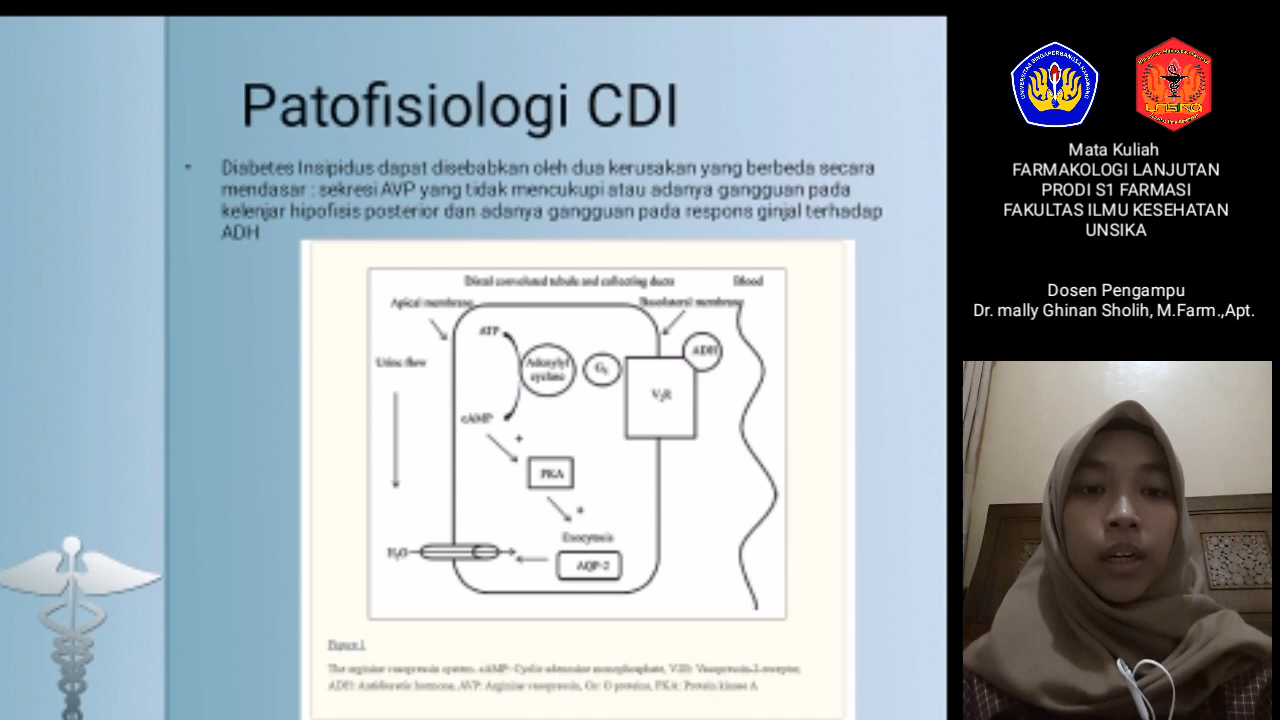 Patofisiologi CDI
• Diabetes Insipidus dapat disebabkan oleh dua kerusakan yang berbeda secara
mendasar : sekresi AVP yang tidak mencukupi atau adanya gangguan pada
kelenjar hipofisis posterior dan adanya gangguan pada respons ginjal terhadap
ADH
Distal convoluted tubule and collecting ducts
Blood
Apical membrane
Basolateral membrane
ATP
Urine flow
Adenylyl
cyclase
Gs
ADH
V2R
cAMP
+
PKA
+
Exocytosis
H2O
AQP-2
Figure 1
The arginine vasopressin system. cAMP: Cyclic adenosine monophosphate, V2R: Vasopressin-2-receptor,
ADH: Antidiuretic hormone, AVP: Arginine vasopressin, Gs: G proteins, PKA: Protein kinase A
UNSIKA
Mata Kuliah
FARMAKOLOGI LANJUTAN
PRODI S1 FARMASI
FAKULTAS ILMU KESEHATAN
UNSIKA
Dosen Pengampu
Dr. mally Ghinan Sholih, M.Farm.,Apt.